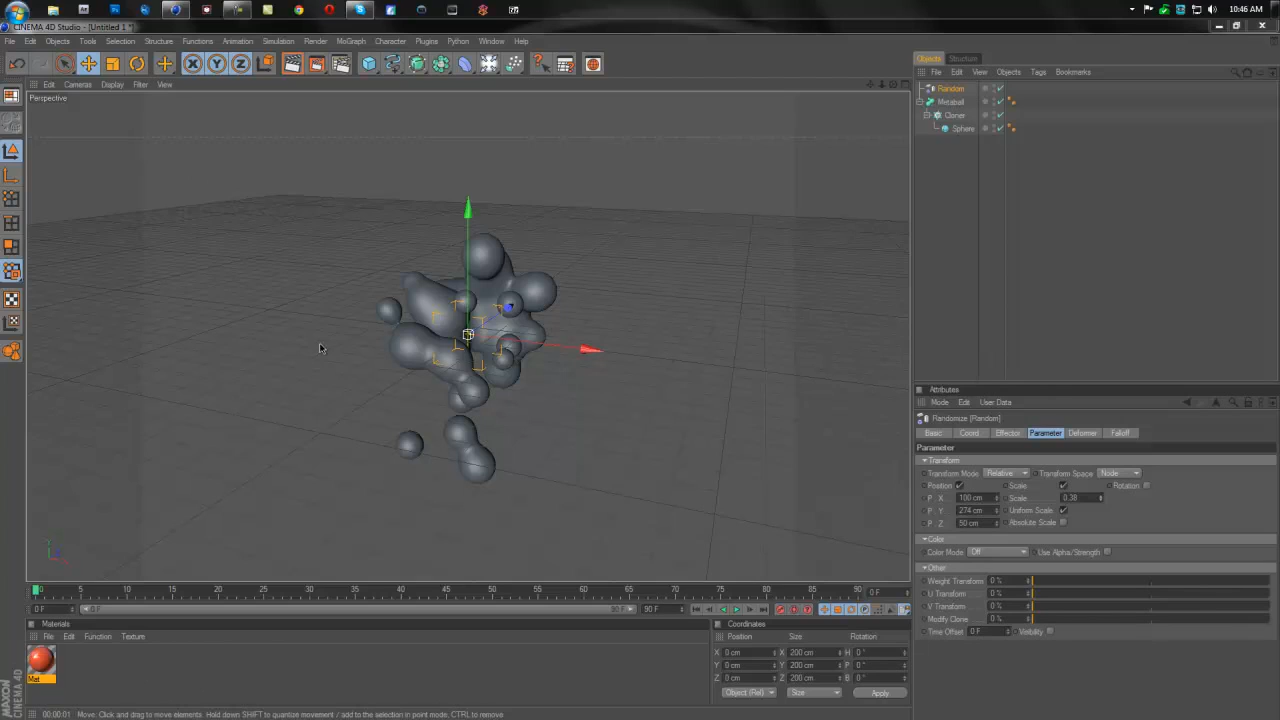 10:46 AM
CINEMA 4D Studio - [Untitled 1 *]
File Edit Objects Tools Selection Structure Functions Animation Simulation Render MoGraph Character Plugins Python Window Help
Edit Cameras Display Filter View
Perspective
Objects Structure
File Edit View Objects Tags Bookmarks
Random
Metaball
Cloner
Sphere
Attributes
Mode Edit User Data
Randomize [Random]
Basic Coord. Effector Parameter Deformer Falloff
Parameter
Transform
Transform Mode Relative Transform Space Node
Position Scale Rotation
P . X 100 cm Scale 0.38
P . Y 274 cm Uniform Scale
P . Z 50 cm Absolute Scale
Color
Color Mode Off Use Alpha/Strength
Other
Weight Transform 0 %
U Transform 0 %
V Transform 0 %
Modify Clone 0 %
Time Offset 0 F Visibility
0 5 10 15 20 25 30 35 40 45 50 55 60 65 70 75 80 85 90 0 F
0 F 0 F 90 F 90 F
Materials
File Edit Function Texture
Mat
Coordinates
Position Size Rotation
X 0 cm X 200 cm H 0 °
Y 0 cm Y 200 cm P 0 °
Z 0 cm Z 200 cm B 0 °
Object (Rel) Size Apply
MAXON CINEMA 4D
00:00:01 Move: Click and drag to move elements. Hold down SHIFT to quantize movement / add to the selection in point mode, CTRL to remove